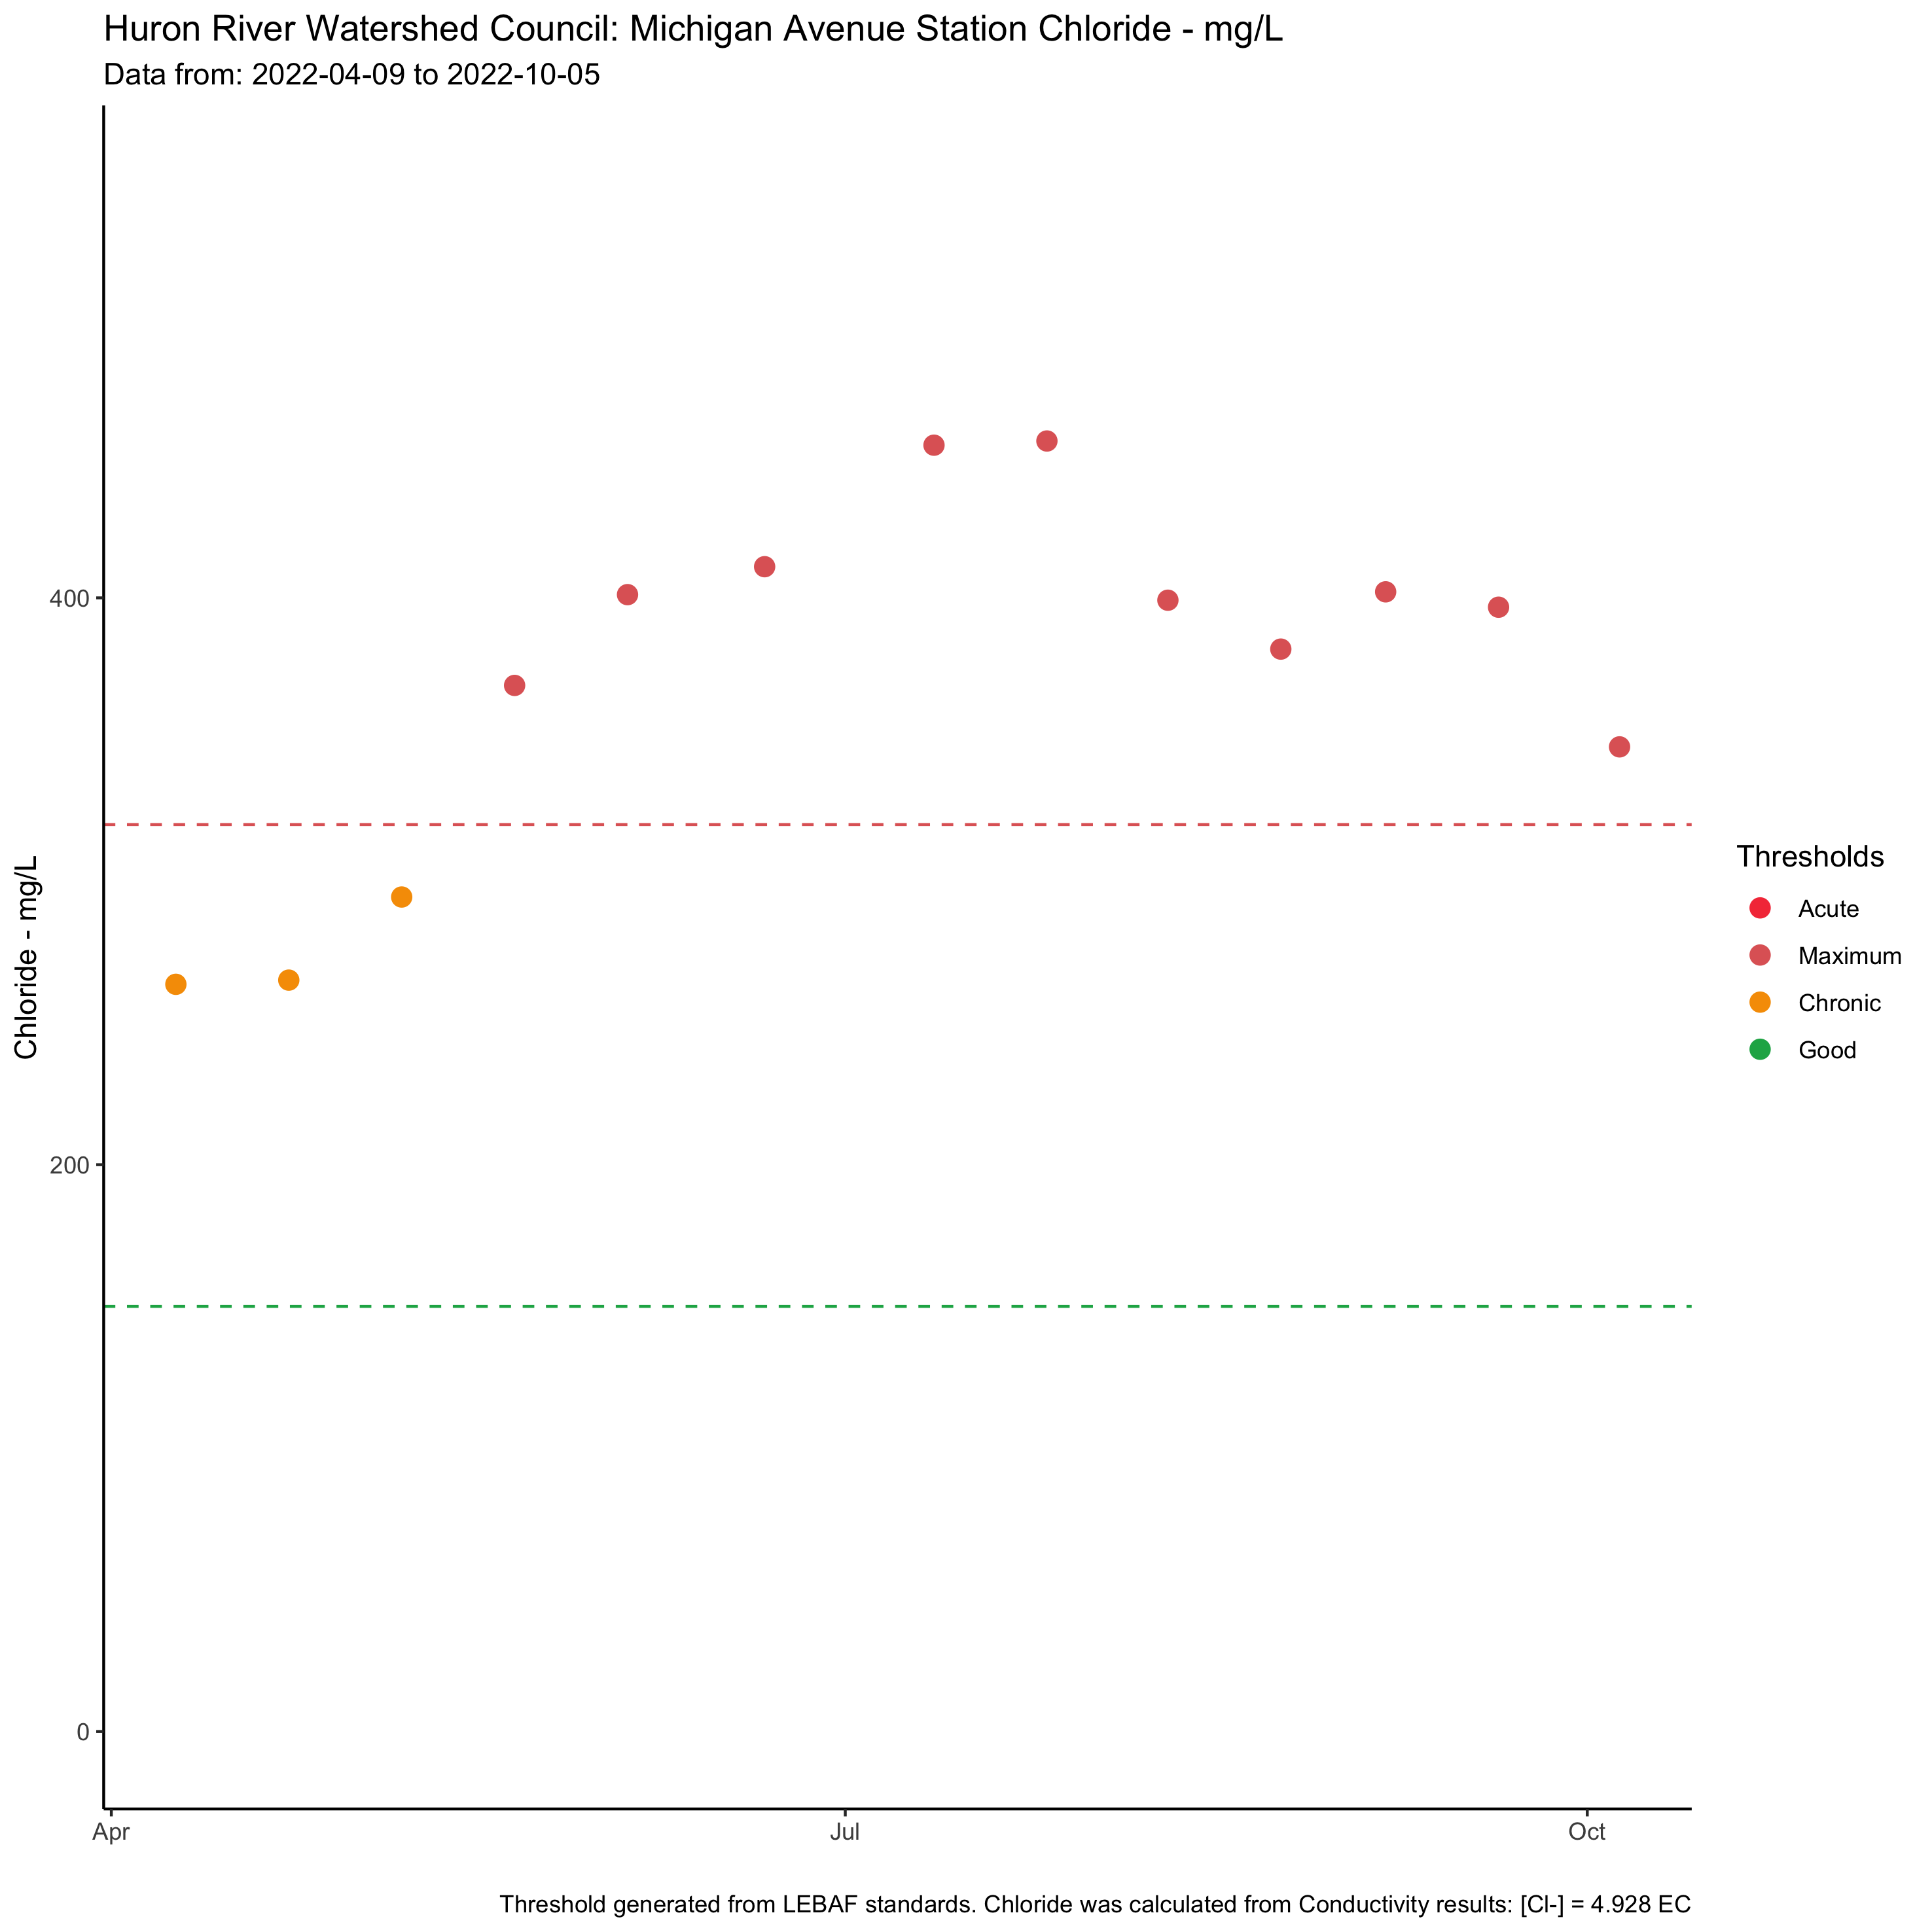 Huron River Watershed Council: Michigan Avenue Station Chloride - mg/L
Data from: 2022-04-09 to 2022-10-05
Chloride - mg/L
400
200
0
Apr
Jul
Oct
Thresholds
Acute
Maximum
Chronic
Good
Threshold generated from LEBAF standards. Chloride was calculated from Conductivity results: [Cl-] = 4.928 EC